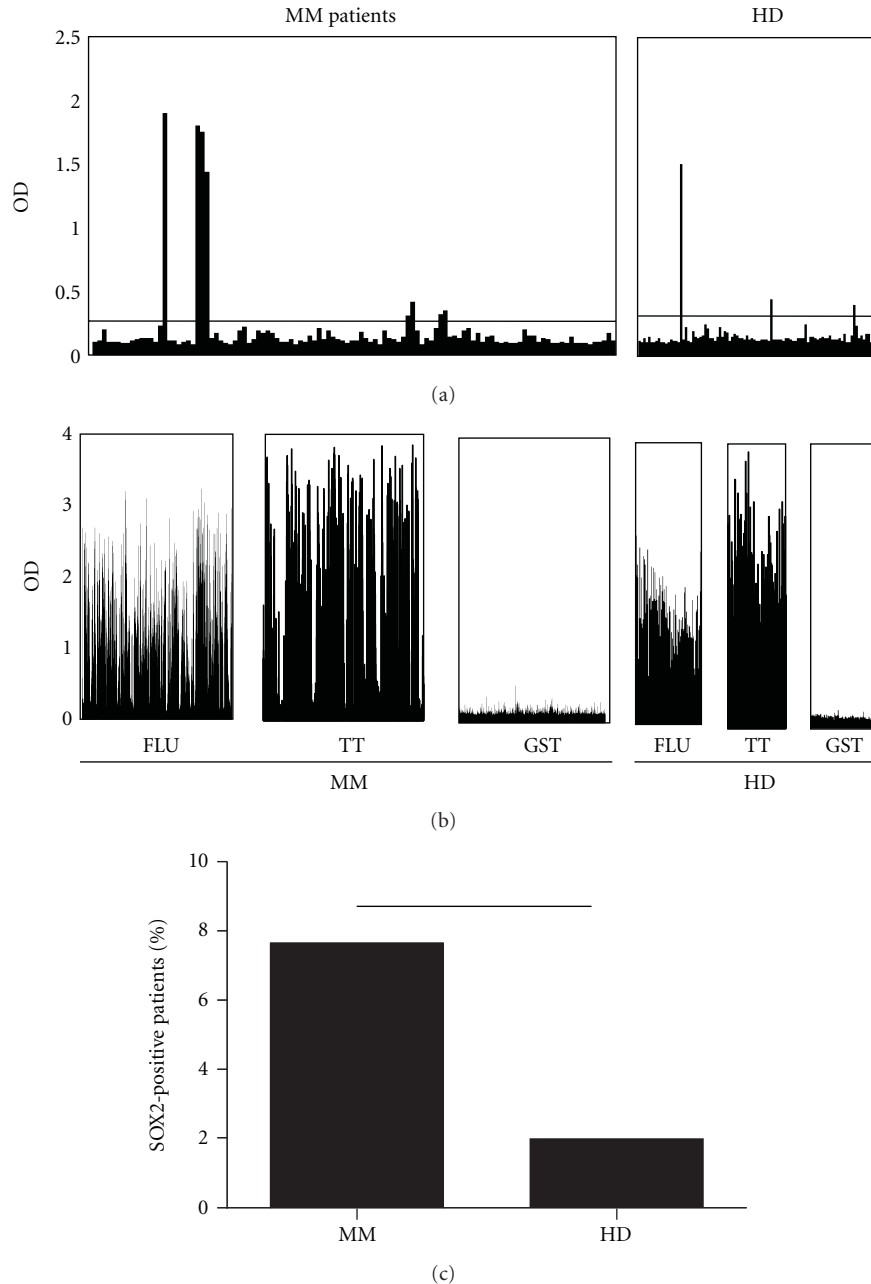 MM patients
HD
2.5
2
1.5
1
0.5
0
OD
(a)
4
3
2
1
0
OD
FLU
TT
GST
FLU
TT
GST
MM
HD
(b)
10
8
6
4
2
0
SOX2-positive patients (%)
MM
HD
(c)